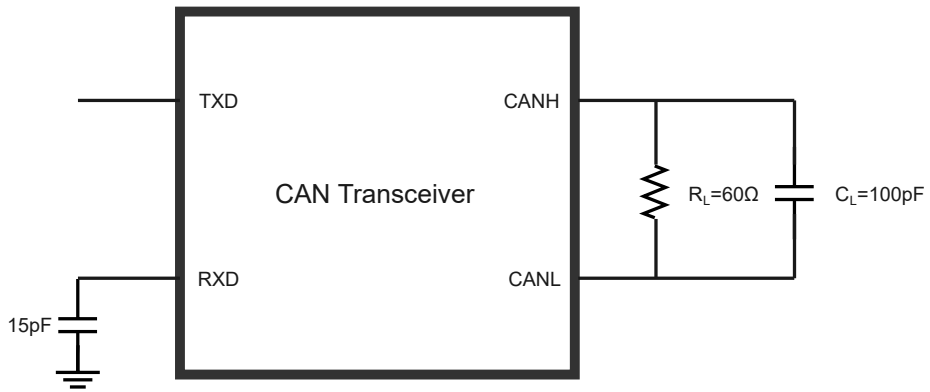 TXD
CANH
CAN Transceiver
R_L=60Ω
C_L=100pF
RXD
CANL
15pF